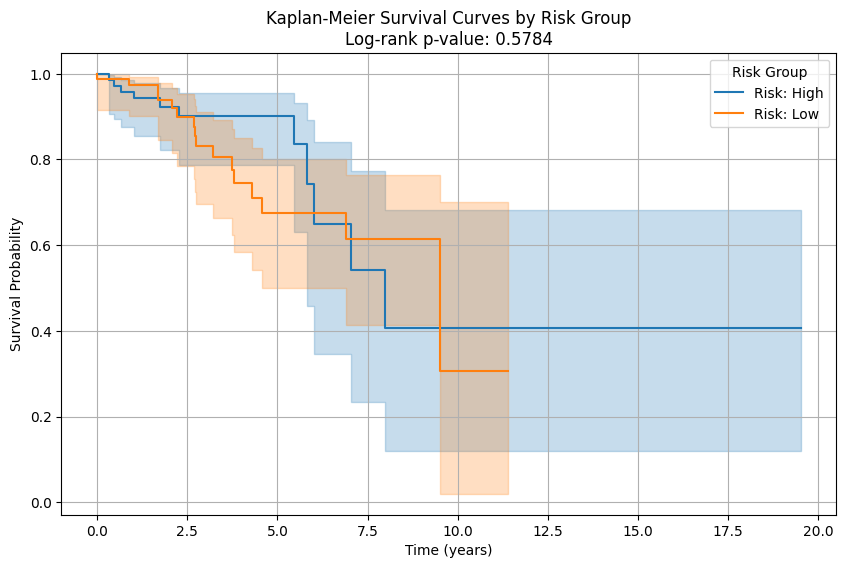 Kaplan-Meier Survival Curves by Risk Group
Log-rank p-value: 0.5784
Risk Group
Risk: High
Risk: Low
Survival Probability
1.0
0.8
0.6
0.4
0.2
0.0
0.0 2.5 5.0 7.5 10.0 12.5 15.0 17.5 20.0
Time (years)